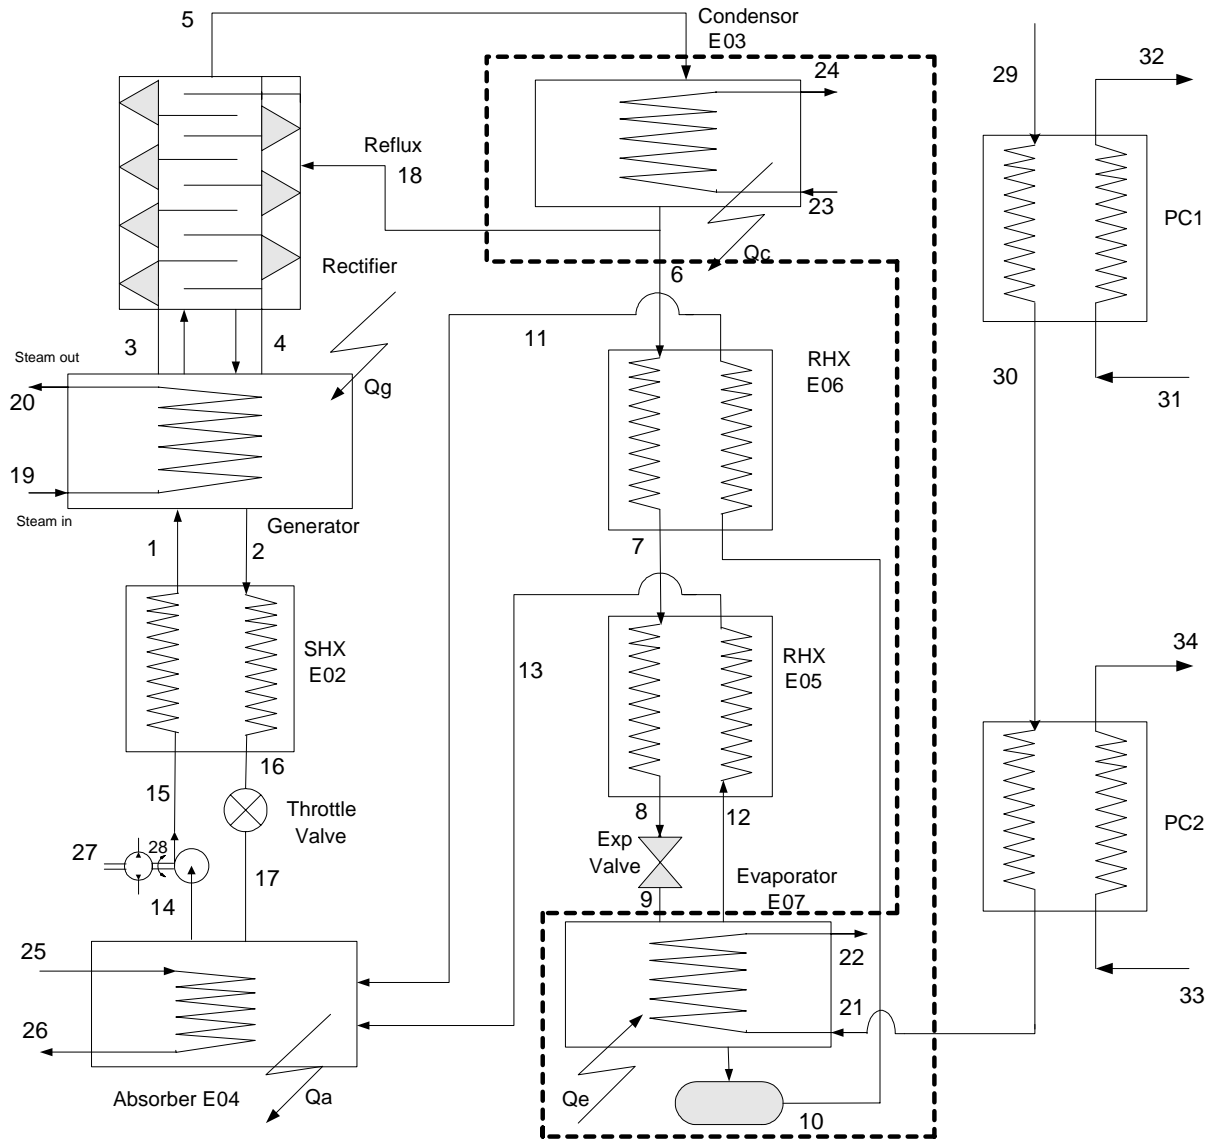 5
Condensor
E03
24
29
32
Reflux
18
23
PC1
Rectifier
Qc
6
11
3
4
RHX
E06
Steam out
20
Qg
30
31
19
Steam in
Generator
1
2
7
SHX
E02
13
RHX
E05
34
16
15
8
12
Throttle
Valve
PC2
Exp
Valve
27
28
17
Evaporator
E07
14
9
25
22
33
21
26
Absorber E04
Qa
Qe
10